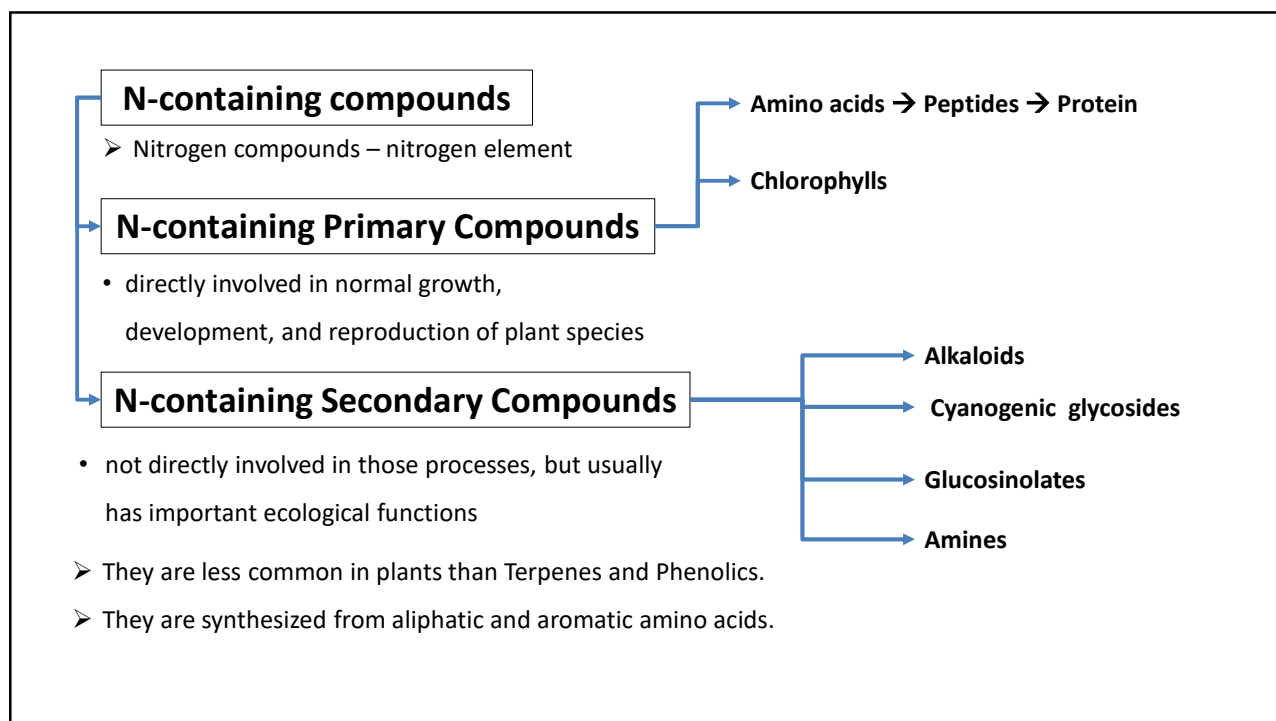 N-containing compounds
➢ Nitrogen compounds – nitrogen element
N-containing Primary Compounds
• directly involved in normal growth,
development, and reproduction of plant species
N-containing Secondary Compounds
• not directly involved in those processes, but usually
has important ecological functions
➢ They are less common in plants than Terpenes and Phenolics.
➢ They are synthesized from aliphatic and aromatic amino acids.
Amino acids → Peptides → Protein
Chlorophylls
Alkaloids
Cyanogenic glycosides
Glucosinolates
Amines